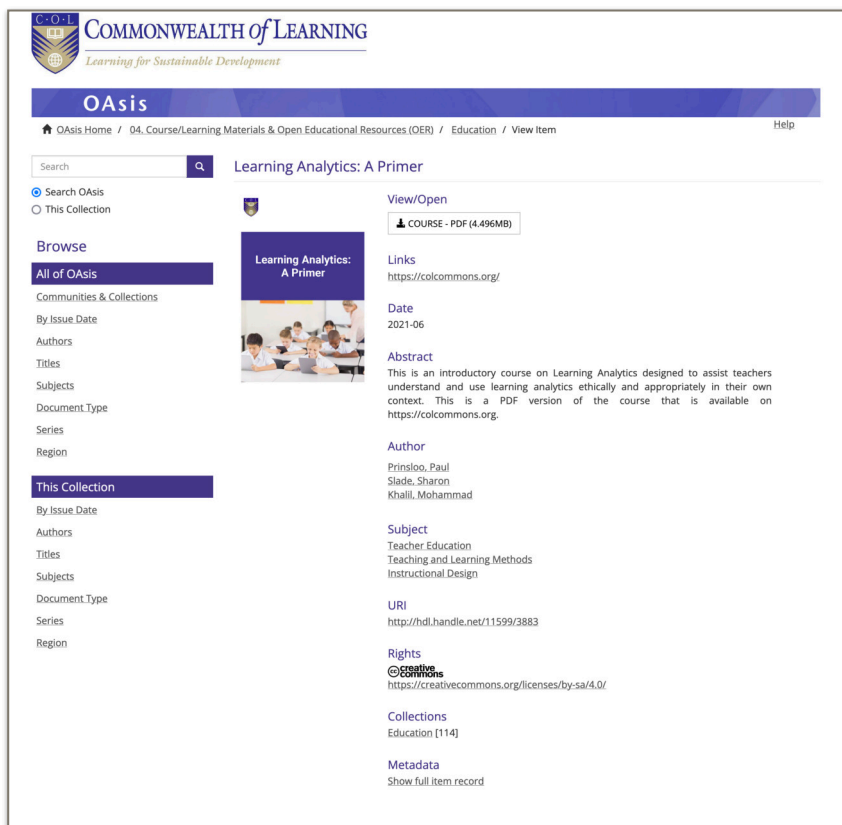 C·O·L
COMMONWEALTH of LEARNING
Learning for Sustainable Development
OAsis
OAsis Home / 04. Course/Learning Materials & Open Educational Resources (OER) / Education / View Item
Help
Search
Search OAsis
This Collection
Browse
All of OAsis
Communities & Collections
By Issue Date
Authors
Titles
Subjects
Document Type
Series
Region
This Collection
By Issue Date
Authors
Titles
Subjects
Document Type
Series
Region
Learning Analytics: A Primer
Learning Analytics:
A Primer
View/Open
COURSE - PDF (4.496MB)
Links
https://colcommons.org/
Date
2021-06
Abstract
This is an introductory course on Learning Analytics designed to assist teachers
understand and use learning analytics ethically and appropriately in their own
context. This is a PDF version of the course that is available on
https://colcommons.org.
Author
Prinsloo, Paul
Slade, Sharon
Khalil, Mohammad
Subject
Teacher Education
Teaching and Learning Methods
Instructional Design
URI
http://hdl.handle.net/11599/3883
Rights
cc creative
commons
https://creativecommons.org/licenses/by-sa/4.0/
Collections
Education [114]
Metadata
Show full item record